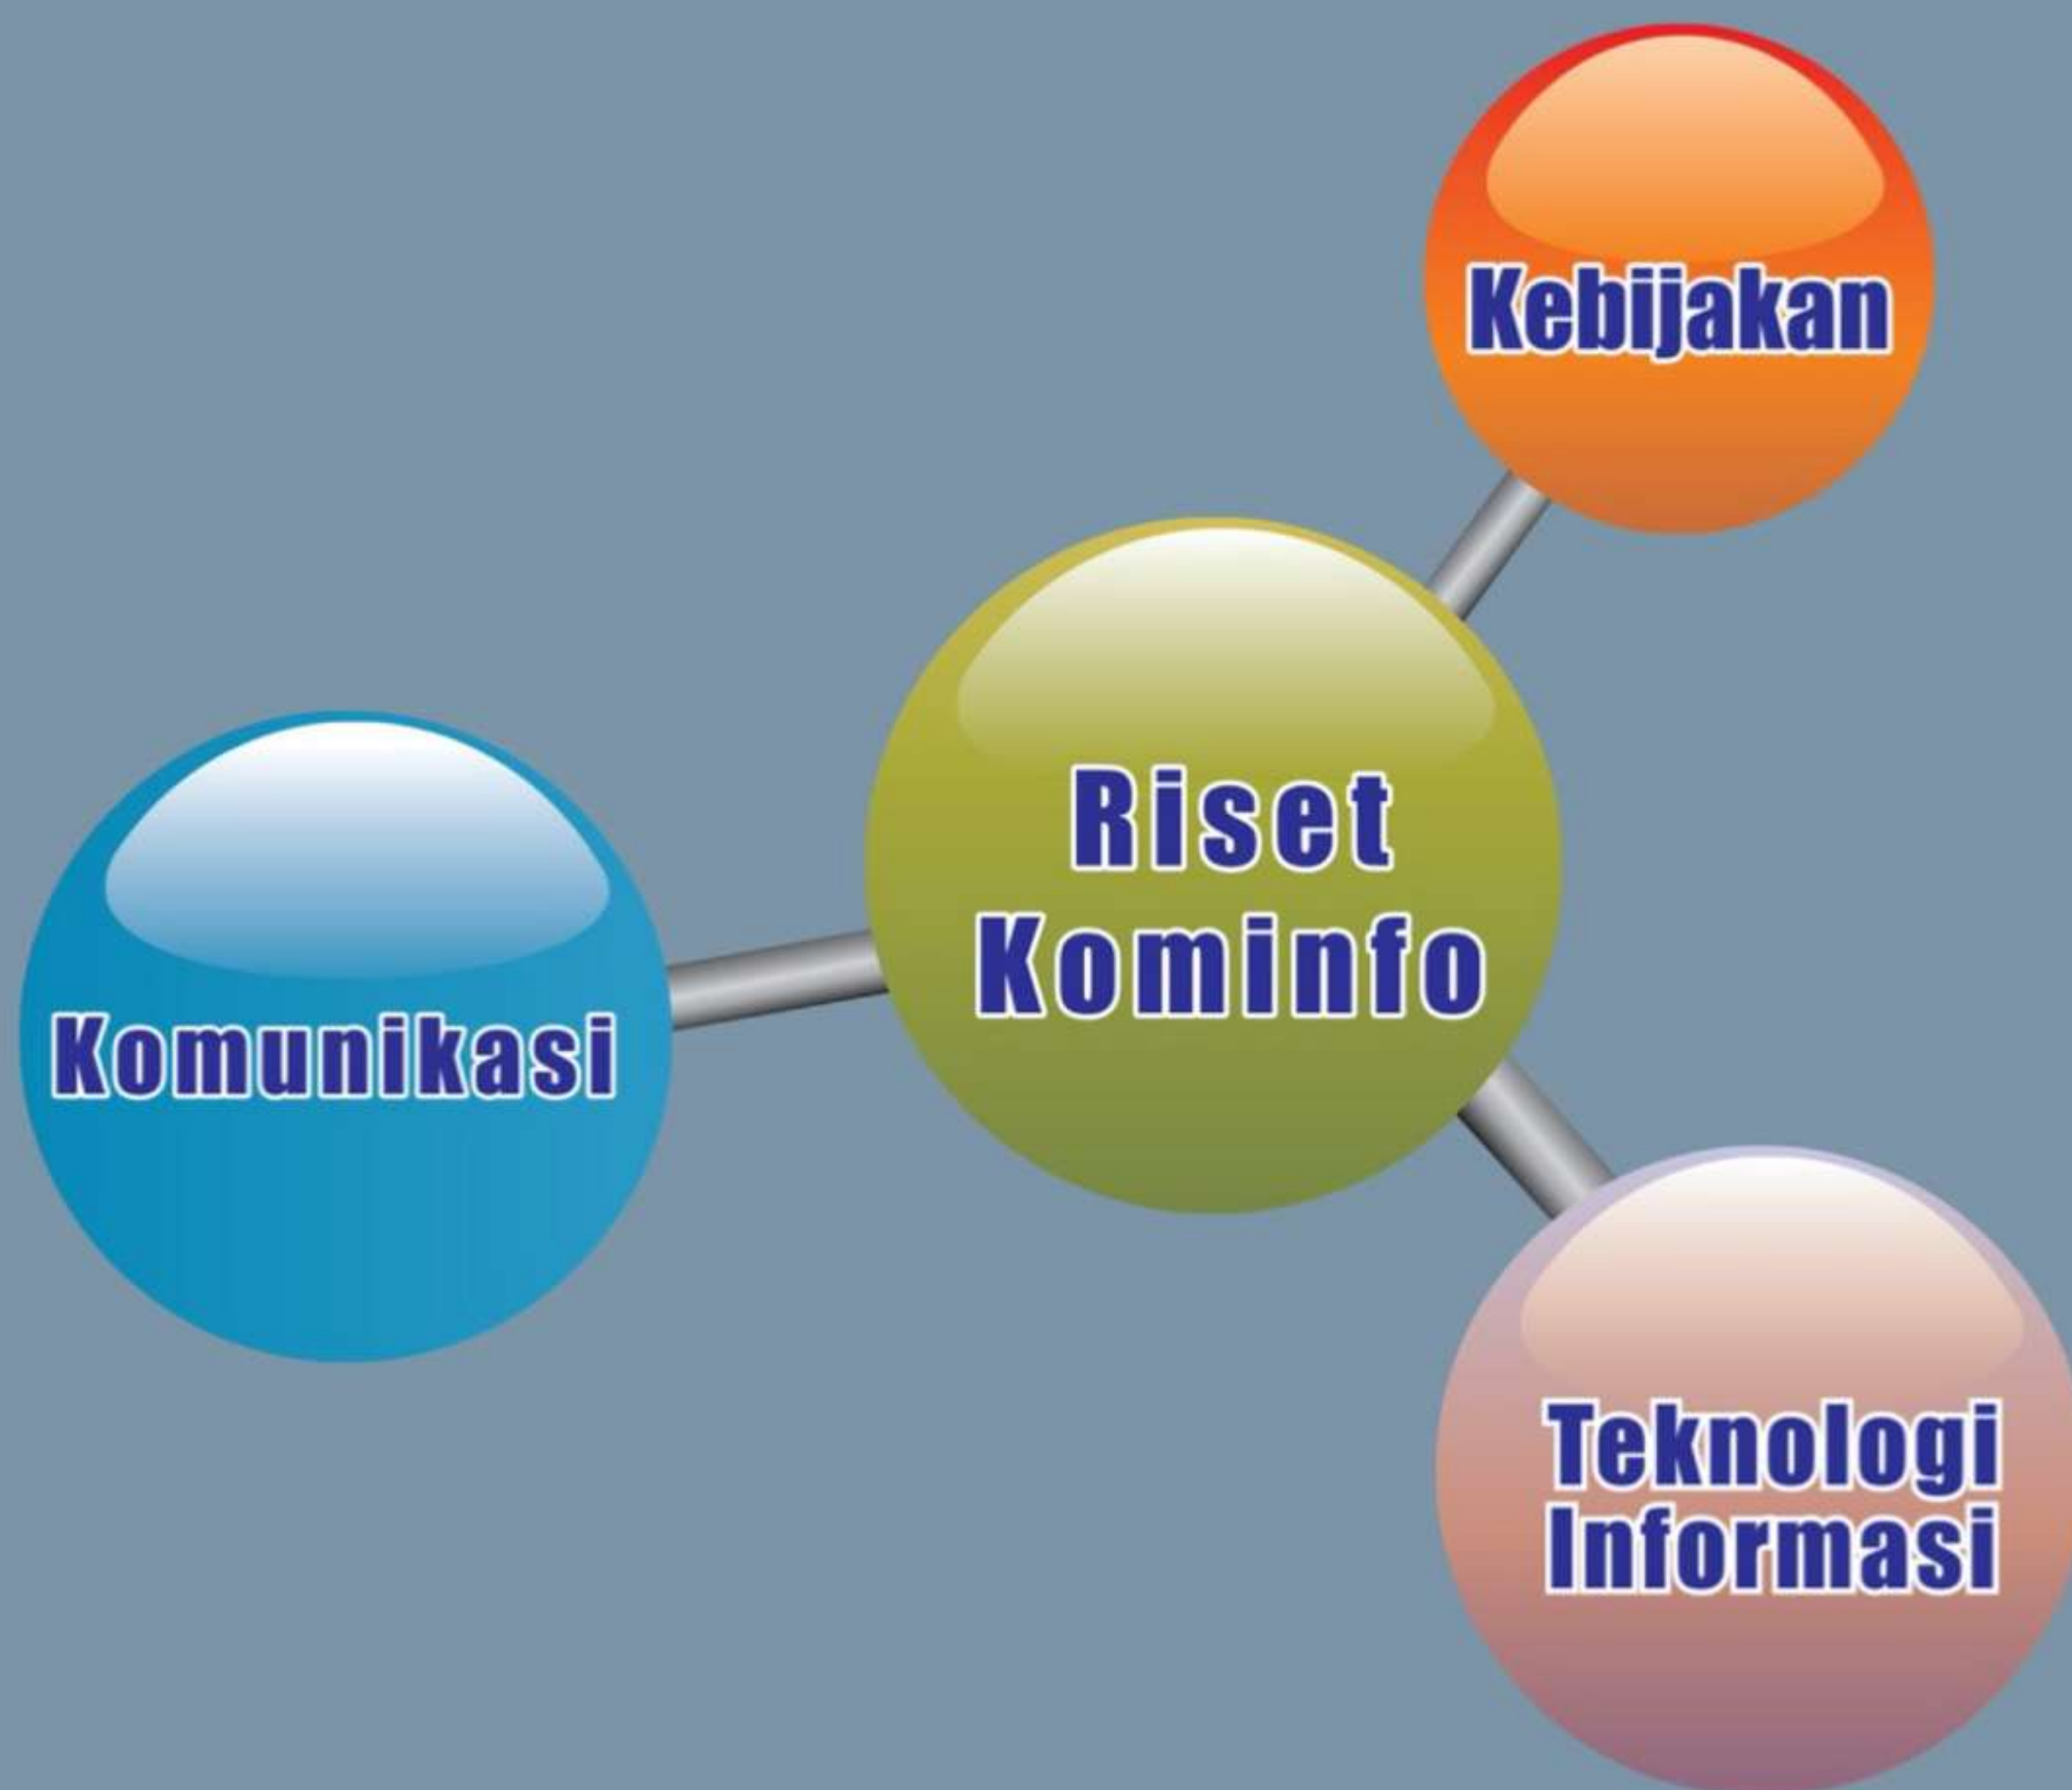 Kebijakan
Riset
Kominfo
Komunikasi
Teknologi
Informasi